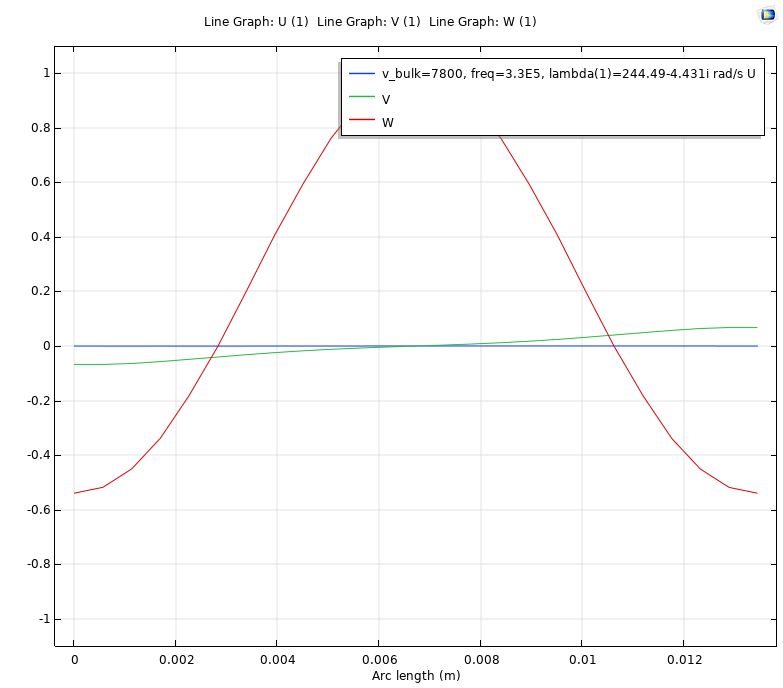 Line Graph: U (1)  Line Graph: V (1)  Line Graph: W (1)
v_bulk=7800, freq=3.3E5, lambda(1)=244.49-4.431i rad/s U
V
W
1
0.8
0.6
0.4
0.2
0
-0.2
-0.4
-0.6
-0.8
-1
0 0.002 0.004 0.006 0.008 0.01 0.012
Arc length (m)